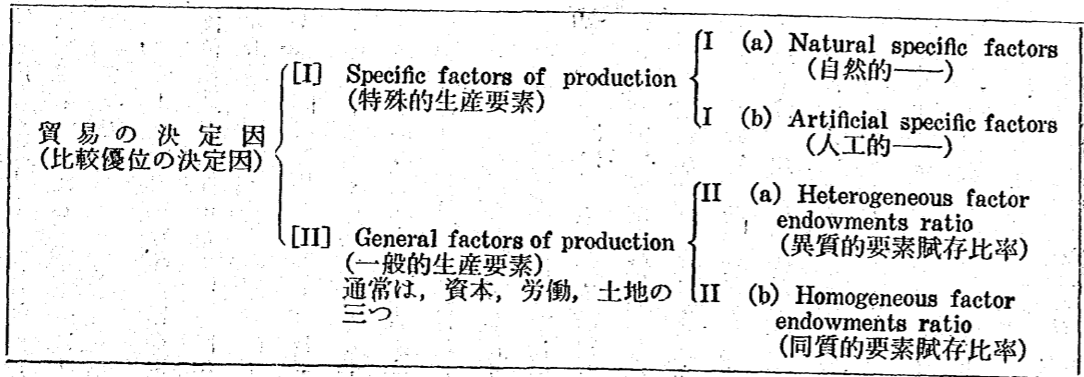 貿易の決定因
(比較優位の決定因)
[I] Specific factors of production
(特殊的生産要素)
I (a) Natural specific factors
(自然的——)
I (b) Artificial specific factors
(人工的——)
[II] General factors of production
(一般的生産要素)
通常は,資本,労働,土地の
三つ
II (a) Heterogeneous factor
endowments ratio
(異質的要素賦存比率)
II (b) Homogeneous factor
endowments ratio
(同質的要素賦存比率)